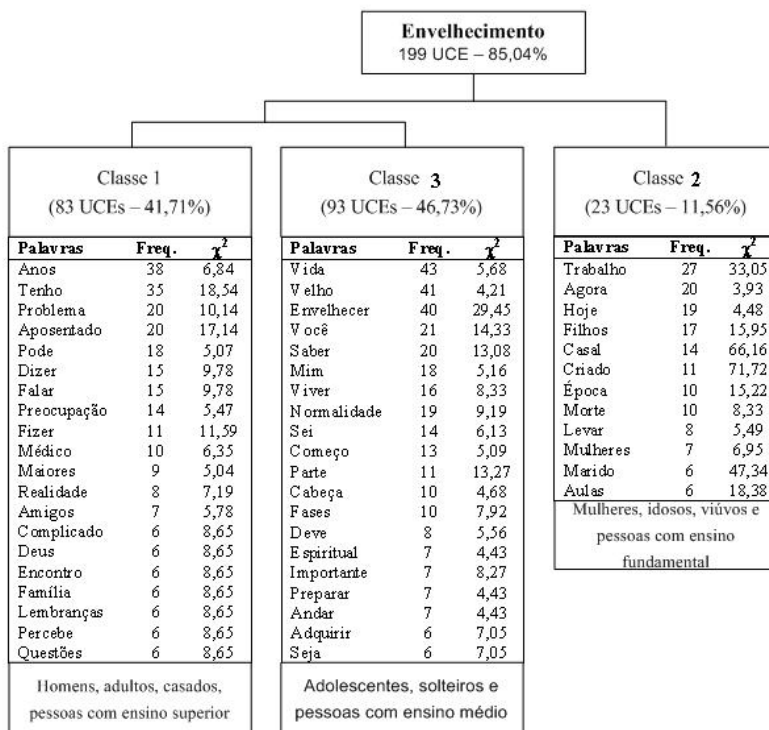 Envelhecimento
199 UCE – 85,04%
Classe 1
(83 UCEs – 41,71%)
Palavras Freq. χ²
Anos 38 6,84
Tenho 35 18,54
Problema 20 10,14
Aposentado 20 17,14
Pode 18 5,07
Dizer 15 9,78
Falar 15 9,78
Preocupação 14 5,47
Fizer 11 11,59
Médico 10 6,35
Maiores 9 5,04
Realidade 8 7,19
Amigos 7 5,78
Complicado 6 8,65
Deus 6 8,65
Encontro 6 8,65
Família 6 8,65
Lembranças 6 8,65
Percebe 6 8,65
Questões 6 8,65
Homens, adultos, casados,
pessoas com ensino superior
Classe 3
(93 UCEs – 46,73%)
Palavras Freq. χ²
Vida 43 5,68
Velho 41 4,21
Envelhecer 40 29,45
Você 21 14,33
Saber 20 13,08
Mim 18 5,16
Viver 16 8,33
Normalidade 19 9,19
Sei 14 6,13
Começo 13 5,09
Parte 11 13,27
Cabeça 10 4,68
Fases 10 7,92
Deve 8 5,56
Espiritual 7 4,43
Importante 7 8,27
Preparar 7 4,43
Andar 7 4,43
Adquirir 6 7,05
Seja 6 7,05
Adolescentes, solteiros e
pessoas com ensino médio
Classe 2
(23 UCEs – 11,56%)
Palavras Freq. χ²
Trabalho 27 33,05
Agora 20 3,93
Hoje 19 4,48
Filhos 17 15,95
Casal 14 66,16
Criado 11 71,72
Época 10 15,22
Morte 10 8,33
Levar 8 5,49
Mulheres 7 6,95
Marido 6 47,34
Aulas 6 18,38
Mulheres, idosos, viúvos e
pessoas com ensino
fundamental